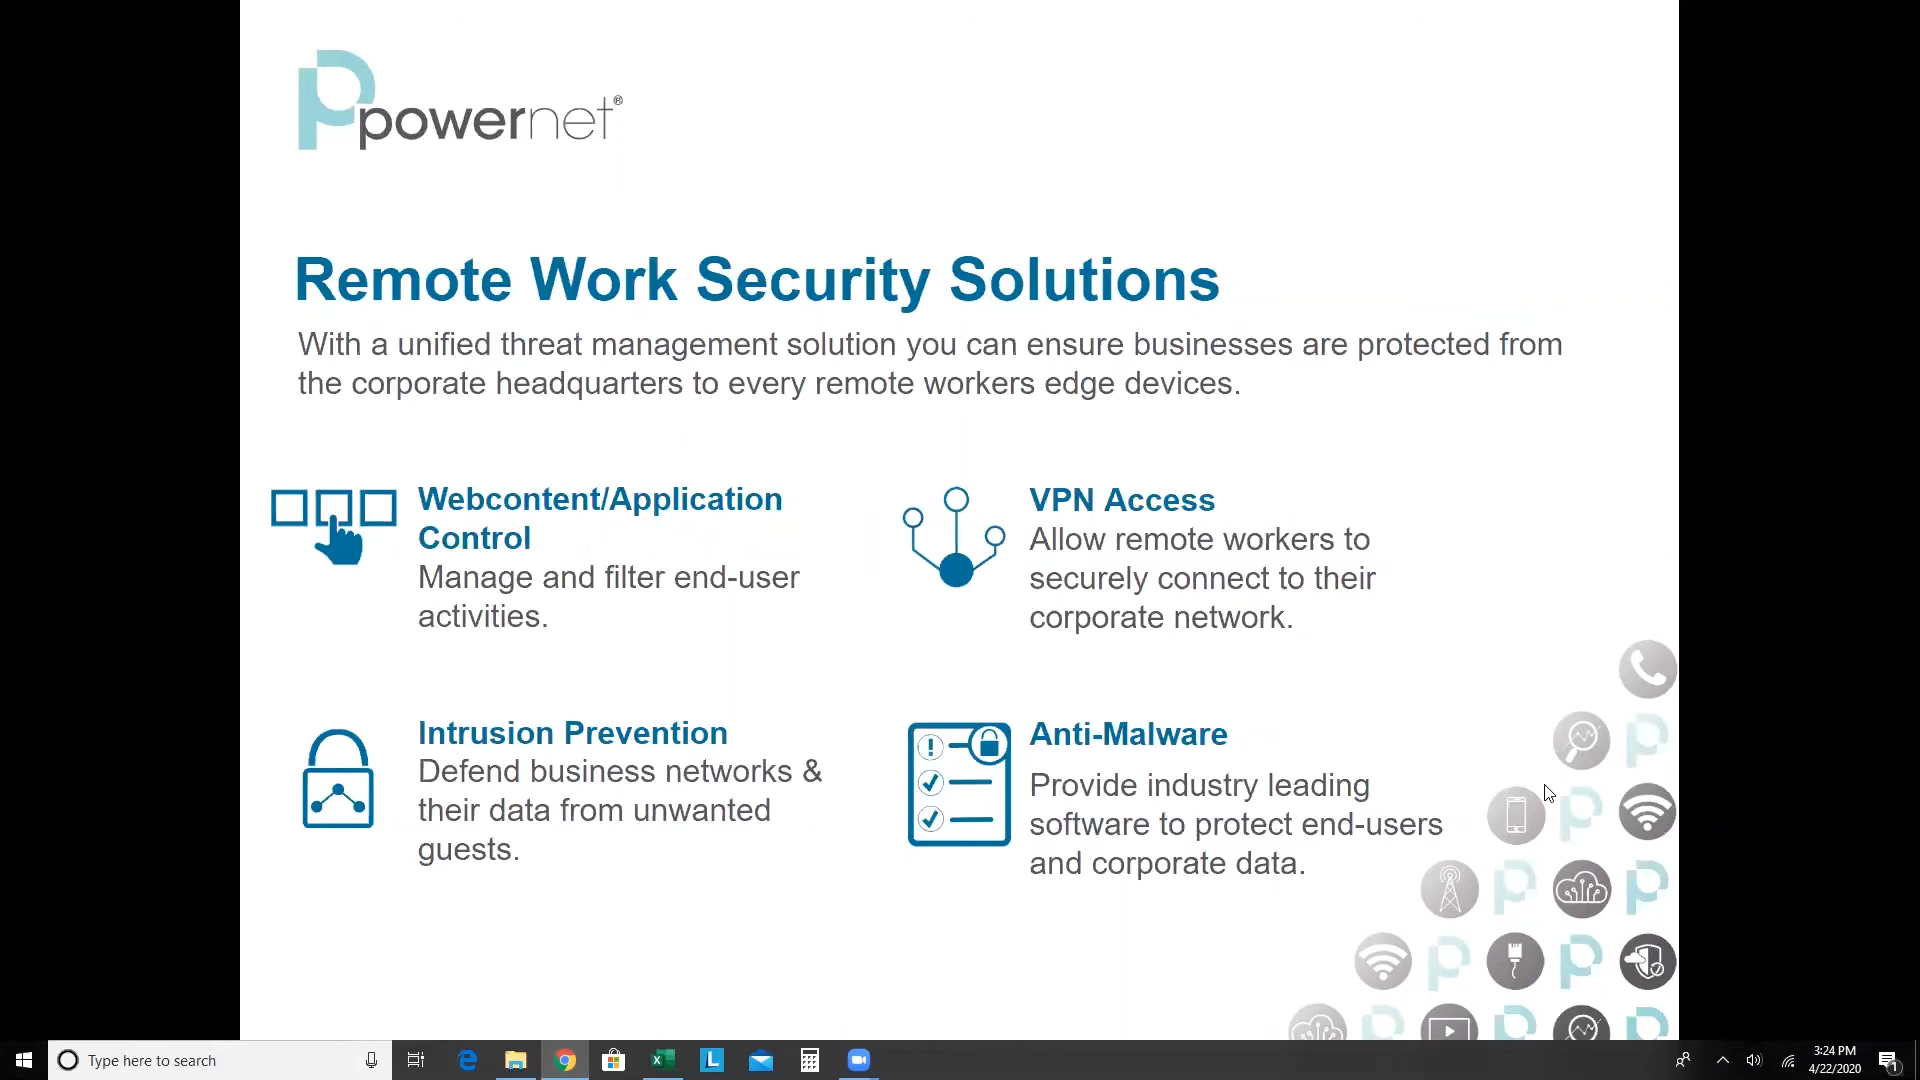 powernet®
Remote Work Security Solutions
With a unified threat management solution you can ensure businesses are protected from
the corporate headquarters to every remote workers edge devices.
Webcontent/Application
Control
Manage and filter end-user
activities.
VPN Access
Allow remote workers to
securely connect to their
corporate network.
Intrusion Prevention
Defend business networks &
their data from unwanted
guests.
Anti-Malware
Provide industry leading
software to protect end-users
and corporate data.
Type here to search
3:24 PM
4/22/2020
1